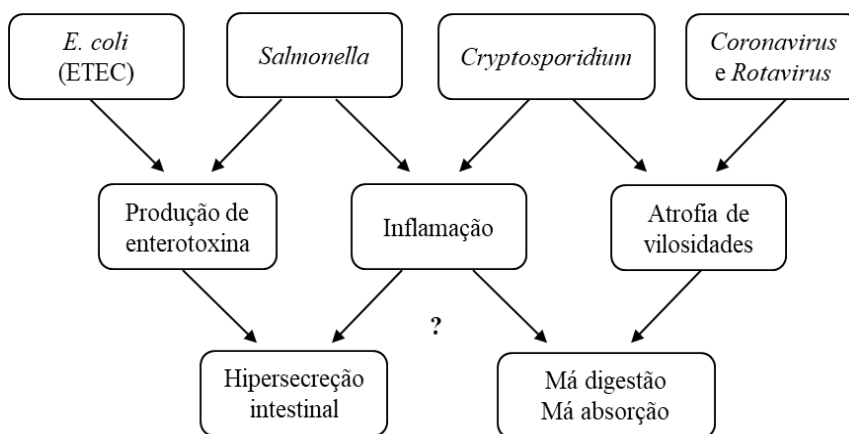 E. coli
(ETEC)
Salmonella
Cryptosporidium
Coronavirus
e Rotavirus
Produção de
enterotoxina
Inflamação
Atrofia de
vilosidades
?
Hipersecreção
intestinal
Má digestão
Má absorção